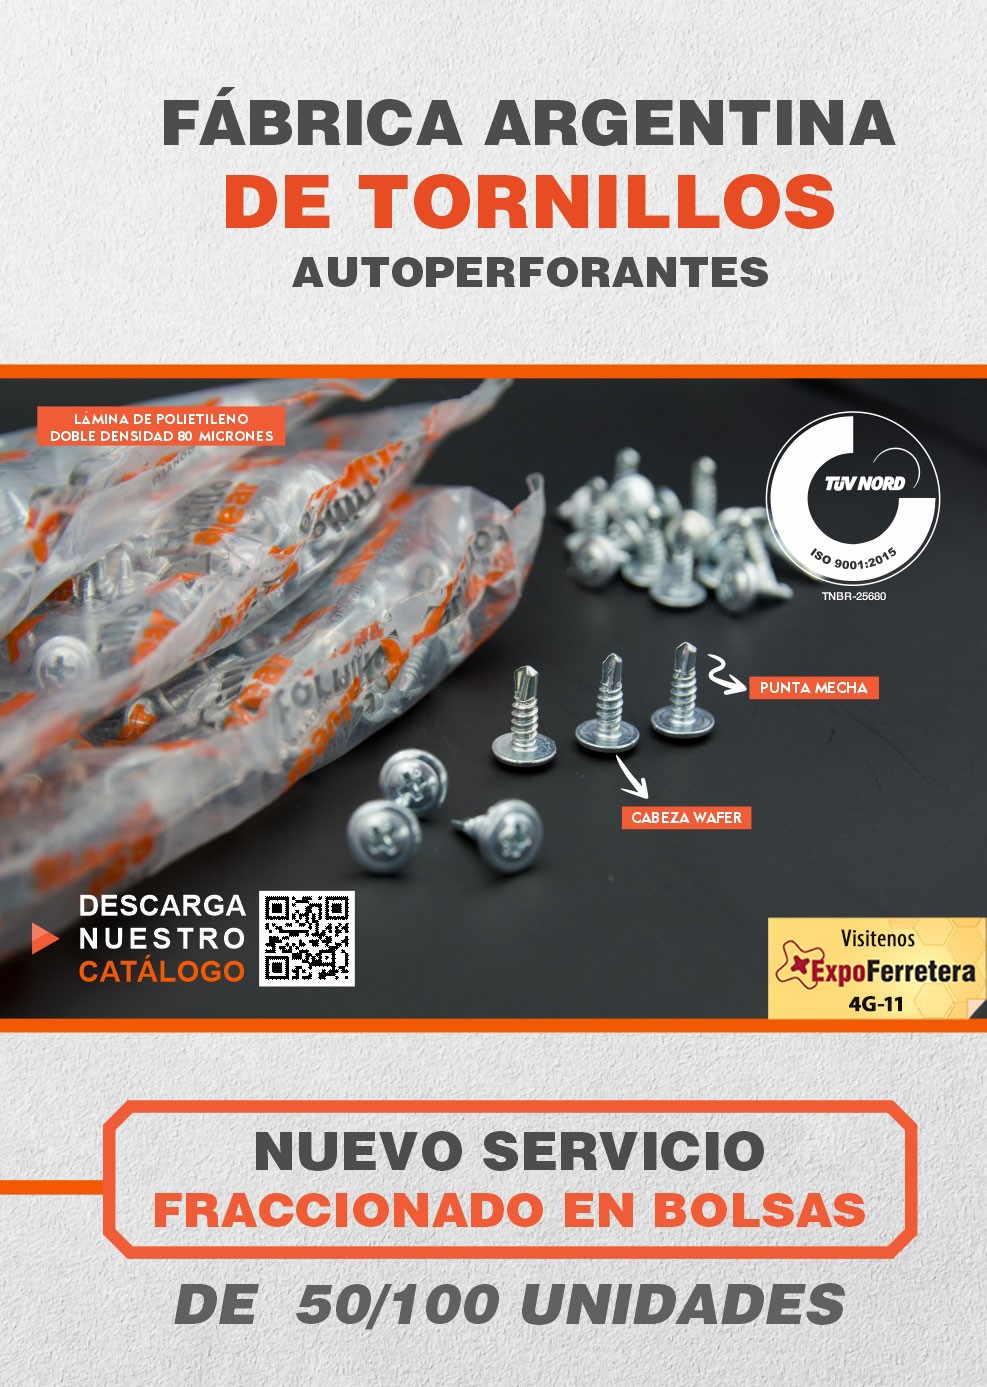 FÁBRICA ARGENTINA
DE TORNILLOS
AUTOPERFORANTES
LÁMINA DE POLIETILENO
DOBLE DENSIDAD 80 MICRONES
TÜV NORD
ISO 9001:2015
TNBR-25680
PUNTA MECHA
CABEZA WAFER
DESCARGA
NUESTRO
CATÁLOGO
Visitenos
ExpoFerretera
4G-11
NUEVO SERVICIO
FRACCIONADO EN BOLSAS
DE 50/100 UNIDADES